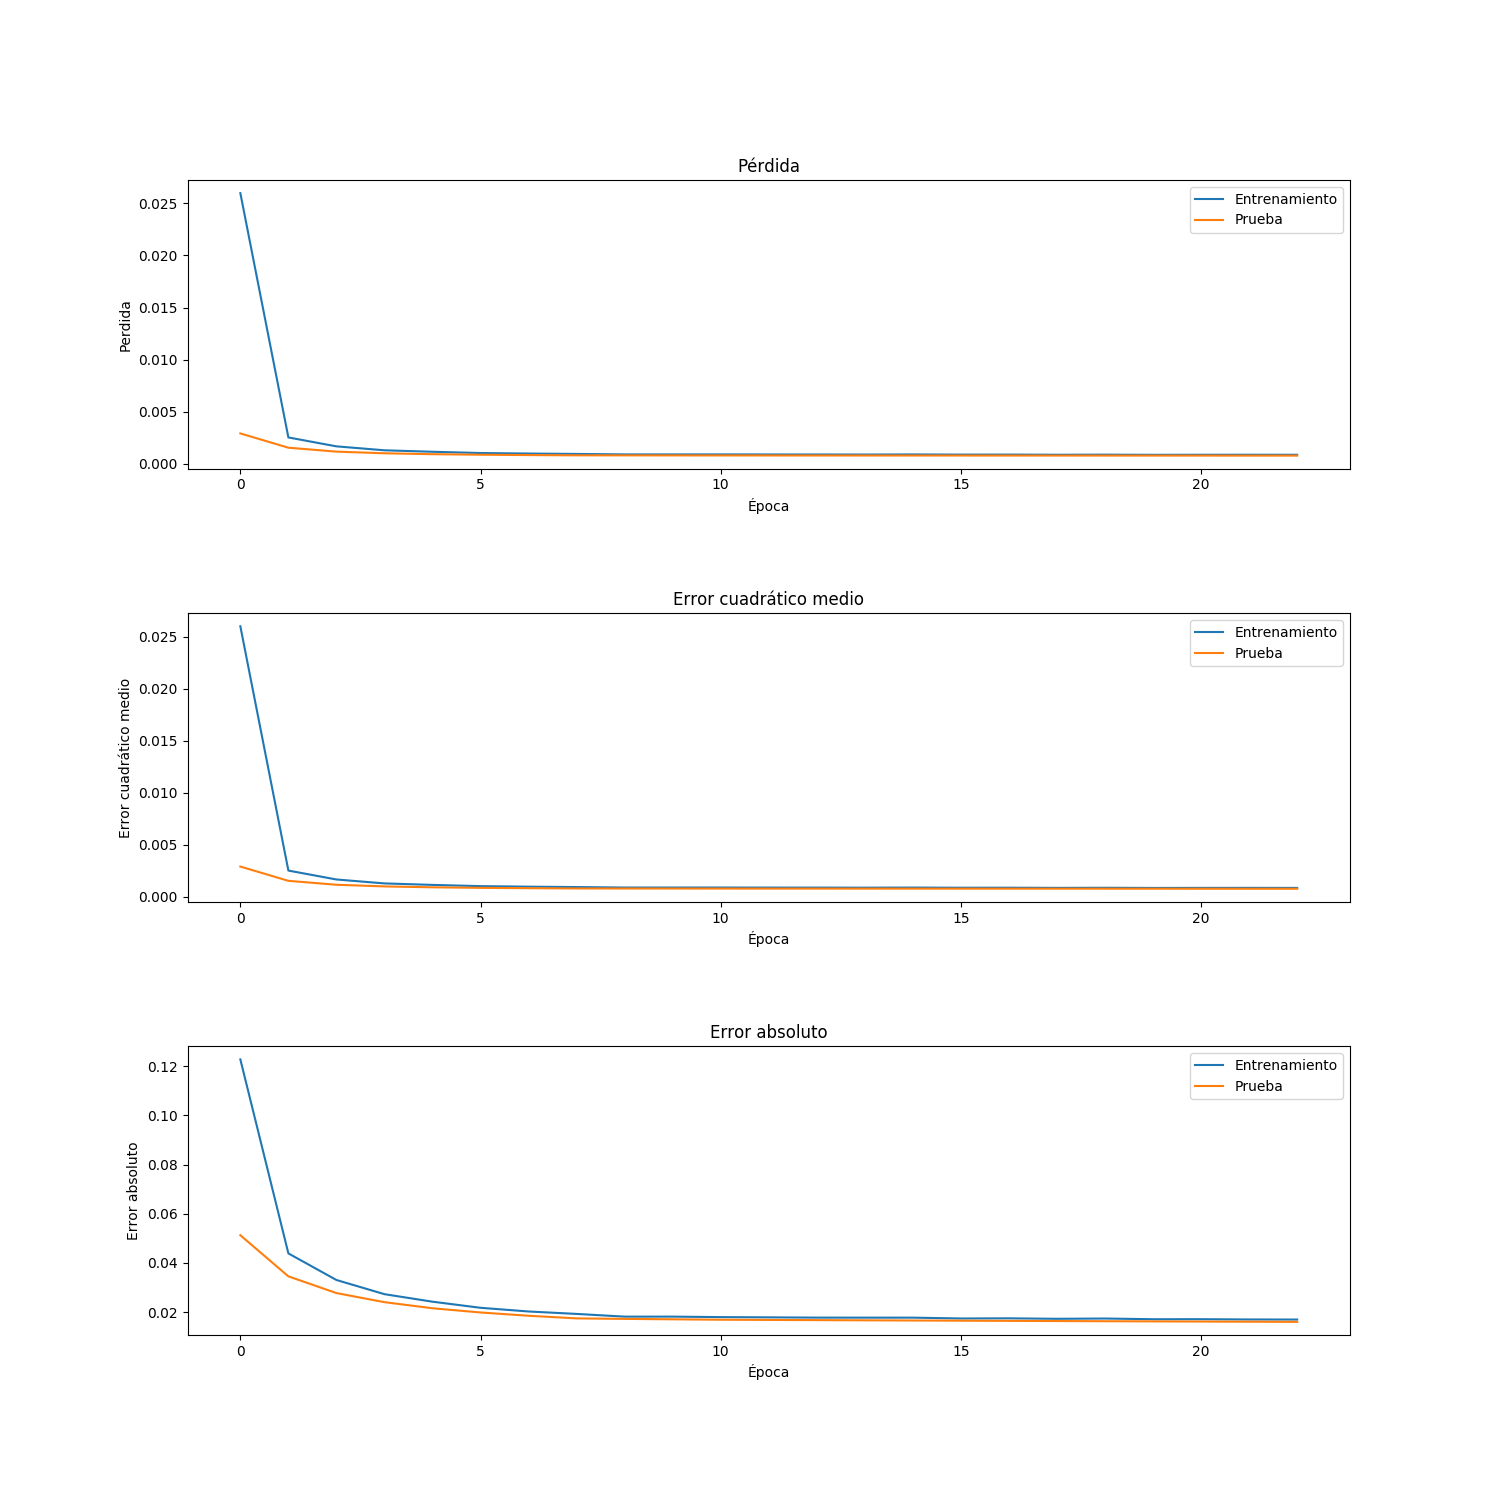 Pérdida
0.025
0.020
0.015
0.010
0.005
0.000
Perdida
Entrenamiento
Prueba
0 5 10 15 20
Época
Error cuadrático medio
0.025
0.020
0.015
0.010
0.005
0.000
Error cuadrático medio
Entrenamiento
Prueba
0 5 10 15 20
Época
Error absoluto
0.12
0.10
0.08
0.06
0.04
0.02
Error absoluto
Entrenamiento
Prueba
0 5 10 15 20
Época